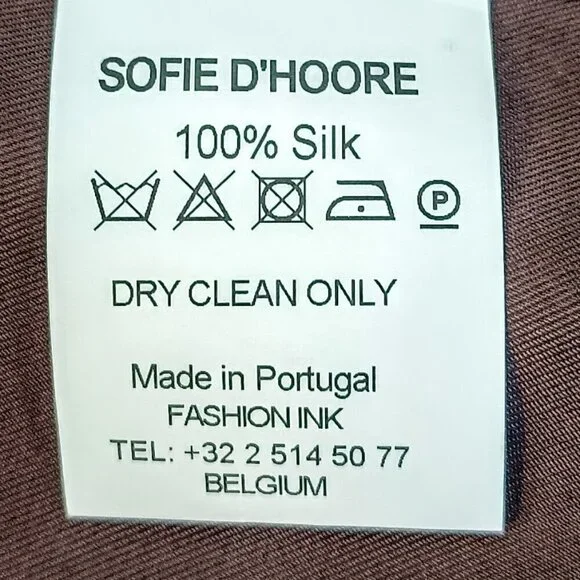 SOFIE D'HOORE
100% Silk
P
DRY CLEAN ONLY
Made in Portugal
FASHION INK
TEL: +32 2 514 50 77
BELGIUM